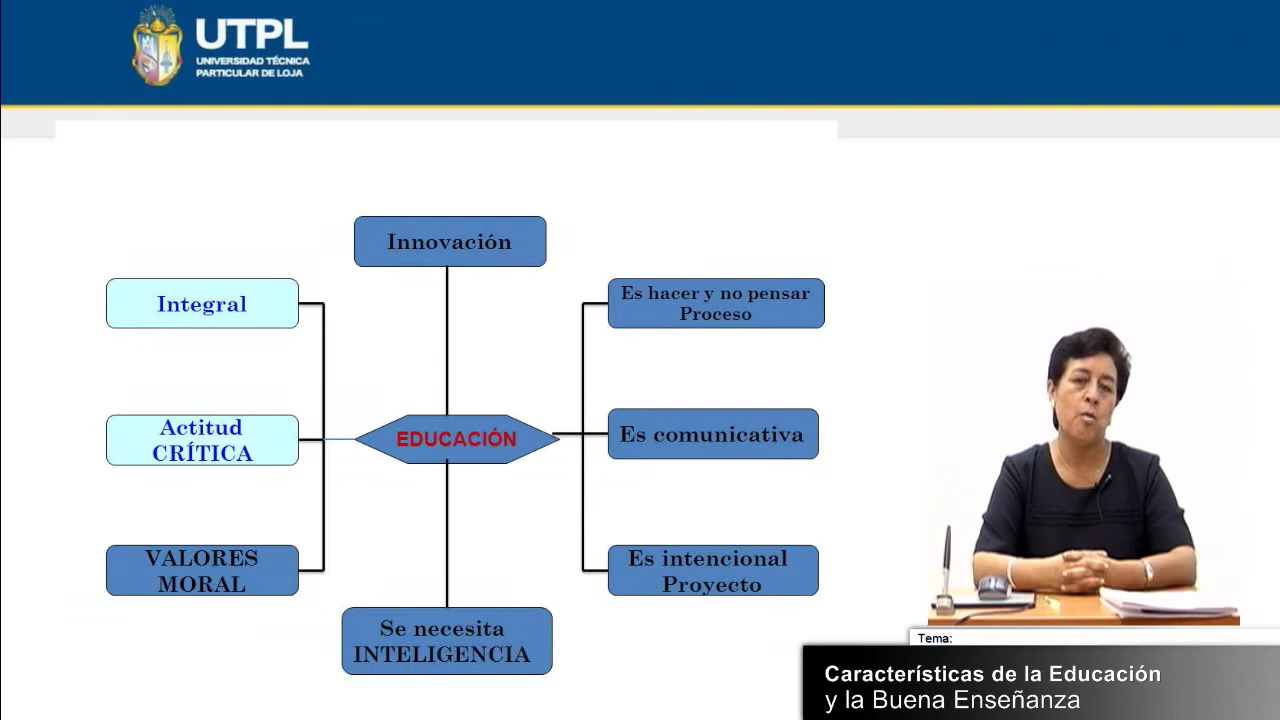 UTPL
UNIVERSIDAD TÉCNICA
PARTICULAR DE LOJA
Innovación
Integral
Es hacer y no pensar
Proceso
Actitud
CRÍTICA
EDUCACIÓN
Es comunicativa
VALORES
MORAL
Es intencional
Proyecto
Se necesita
INTELIGENCIA
Tema:
Características de la Educación
y la Buena Enseñanza